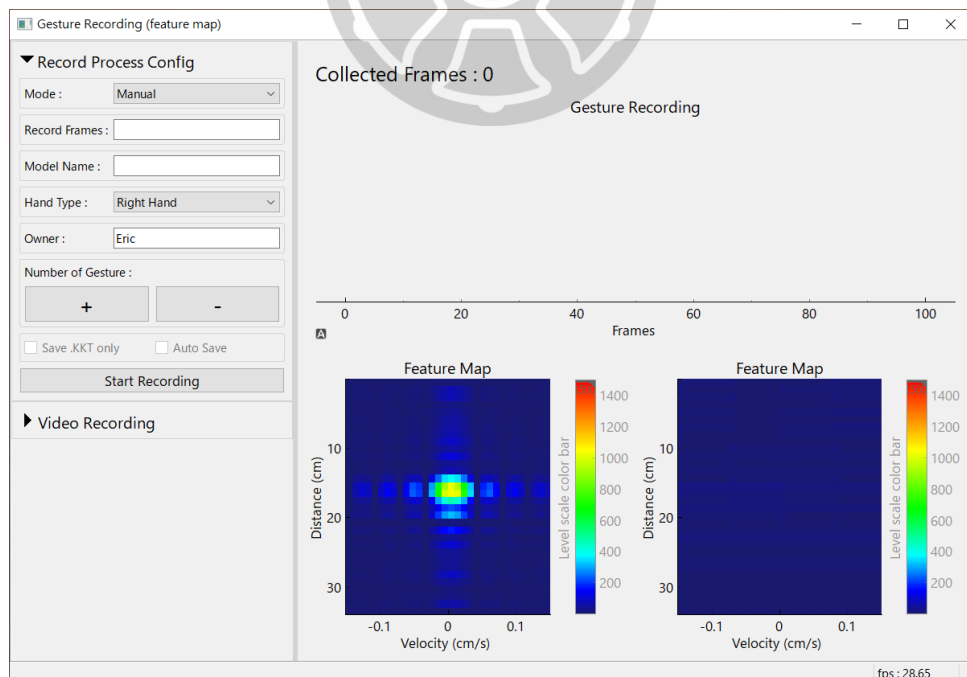 Gesture Recording (feature map)
Record Process Config
Mode :
Manual
Record Frames :
Model Name :
Hand Type :
Right Hand
Owner :
Eric
Number of Gesture :
+
-
Save .KKT only
Auto Save
Start Recording
Video Recording
Collected Frames : 0
Gesture Recording
0 20 40 60 80 100
A
Frames
Feature Map
10
20
30
Distance (cm)
-0.1 0 0.1
Velocity (cm/s)
1400
1200
1000
800
600
400
200
Level scale color bar
Feature Map
10
20
30
Distance (cm)
-0.1 0 0.1
Velocity (cm/s)
1400
1200
1000
800
600
400
200
Level scale color bar
fps : 28.65